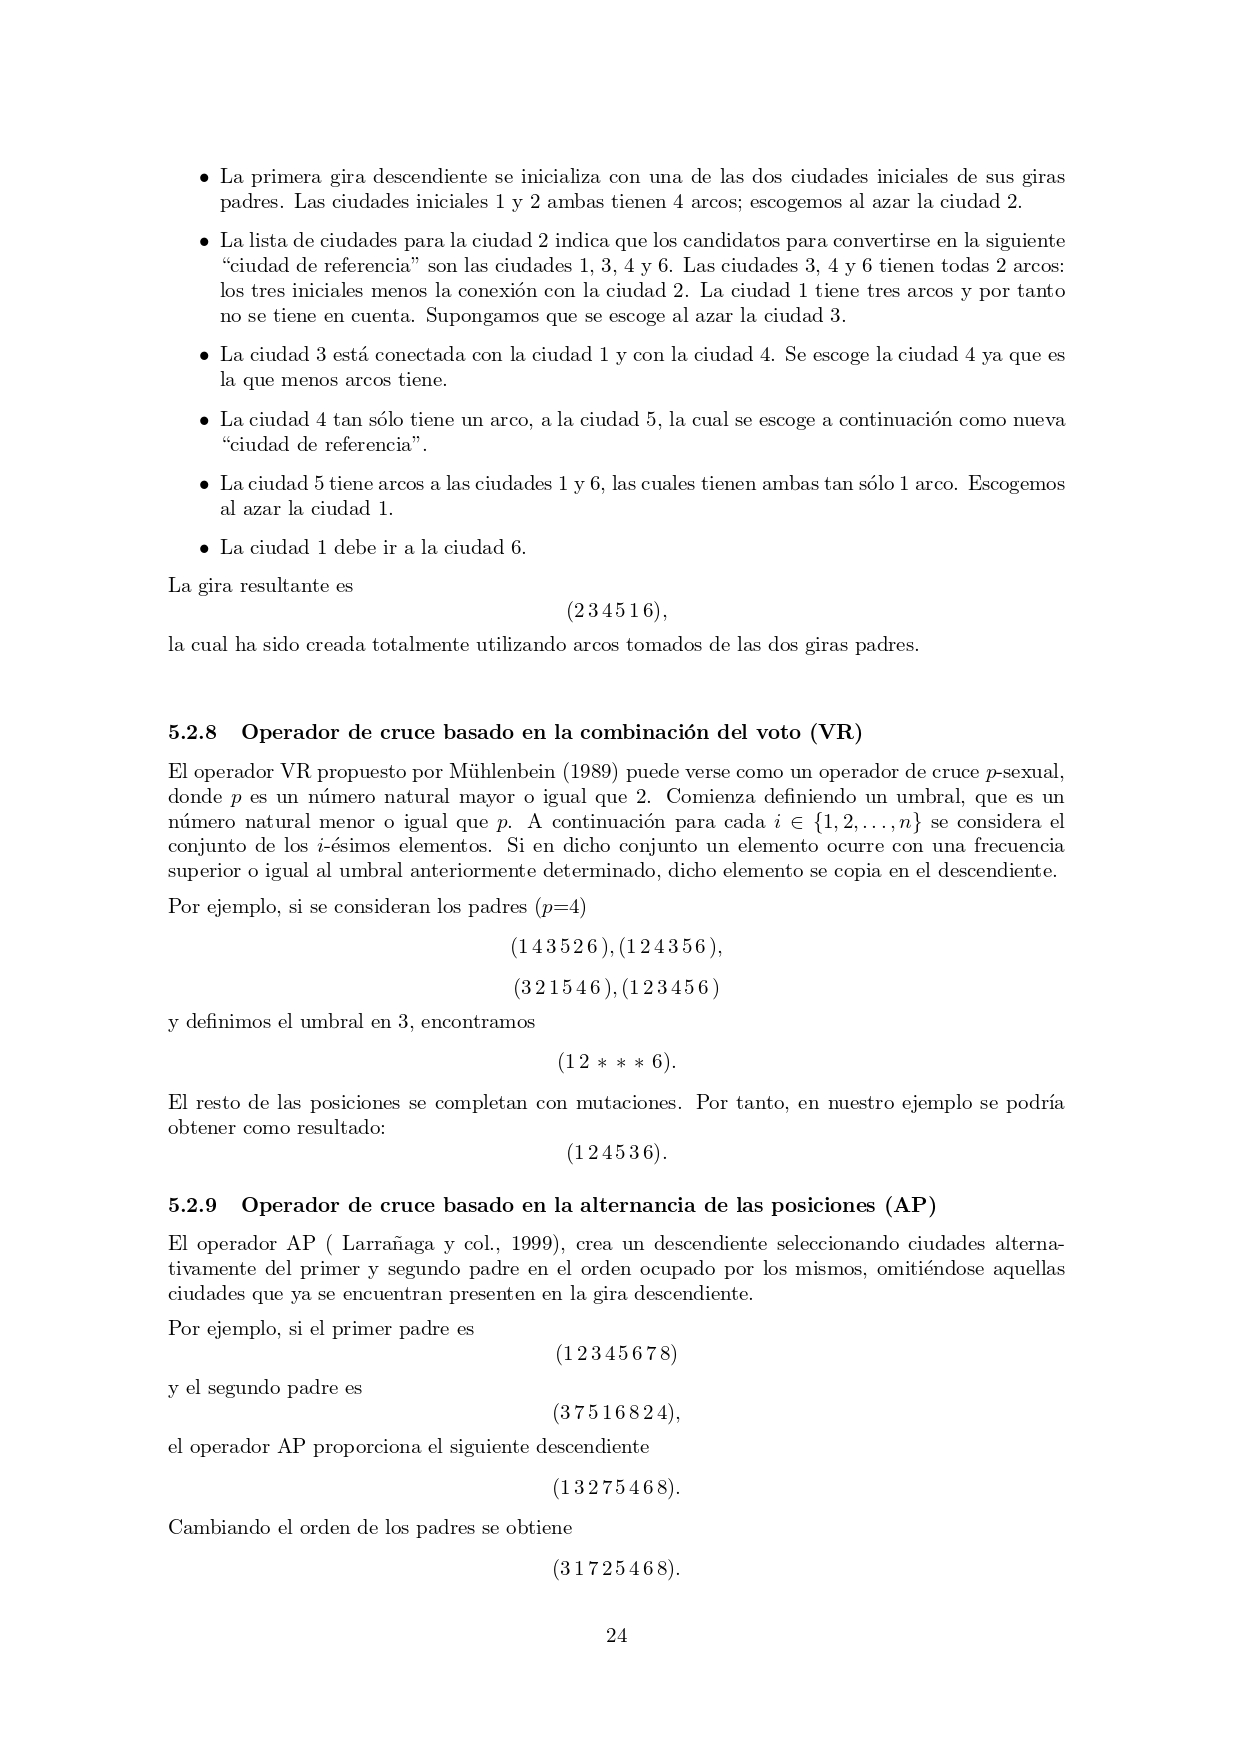 • La primera gira descendiente se inicializa con una de las dos ciudades iniciales de sus giras
padres. Las ciudades iniciales 1 y 2 ambas tienen 4 arcos; escogemos al azar la ciudad 2.
• La lista de ciudades para la ciudad 2 indica que los candidatos para convertirse en la siguiente
“ciudad de referencia” son las ciudades 1, 3, 4 y 6. Las ciudades 3, 4 y 6 tienen todas 2 arcos:
los tres iniciales menos la conexión con la ciudad 2. La ciudad 1 tiene tres arcos y por tanto
no se tiene en cuenta. Supongamos que se escoge al azar la ciudad 3.
• La ciudad 3 está conectada con la ciudad 1 y con la ciudad 4. Se escoge la ciudad 4 ya que es
la que menos arcos tiene.
• La ciudad 4 tan sólo tiene un arco, a la ciudad 5, la cual se escoge a continuación como nueva
“ciudad de referencia”.
• La ciudad 5 tiene arcos a las ciudades 1 y 6, las cuales tienen ambas tan sólo 1 arco. Escogemos
al azar la ciudad 1.
• La ciudad 1 debe ir a la ciudad 6.
La gira resultante es
(2 3 4 5 1 6),
la cual ha sido creada totalmente utilizando arcos tomados de las dos giras padres.
5.2.8 Operador de cruce basado en la combinación del voto (VR)
El operador VR propuesto por Mühlenbein (1989) puede verse como un operador de cruce p-sexual,
donde p es un número natural mayor o igual que 2. Comienza definiendo un umbral, que es un
número natural menor o igual que p. A continuación para cada i ∈ {1, 2, . . . , n} se considera el
conjunto de los i-ésimos elementos. Si en dicho conjunto un elemento ocurre con una frecuencia
superior o igual al umbral anteriormente determinado, dicho elemento se copia en el descendiente.
Por ejemplo, si se consideran los padres (p=4)
(1 4 3 5 2 6 ), (1 2 4 3 5 6 ),
(3 2 1 5 4 6 ), (1 2 3 4 5 6 )
y definimos el umbral en 3, encontramos
(1 2 ∗ ∗ ∗ 6).
El resto de las posiciones se completan con mutaciones. Por tanto, en nuestro ejemplo se podría
obtener como resultado:
(1 2 4 5 3 6).
5.2.9 Operador de cruce basado en la alternancia de las posiciones (AP)
El operador AP ( Larrañaga y col., 1999), crea un descendiente seleccionando ciudades alterna-
tivamente del primer y segundo padre en el orden ocupado por los mismos, omitiéndose aquellas
ciudades que ya se encuentran presenten en la gira descendiente.
Por ejemplo, si el primer padre es
(1 2 3 4 5 6 7 8)
y el segundo padre es
(3 7 5 1 6 8 2 4),
el operador AP proporciona el siguiente descendiente
(1 3 2 7 5 4 6 8).
Cambiando el orden de los padres se obtiene
(3 1 7 2 5 4 6 8).
24